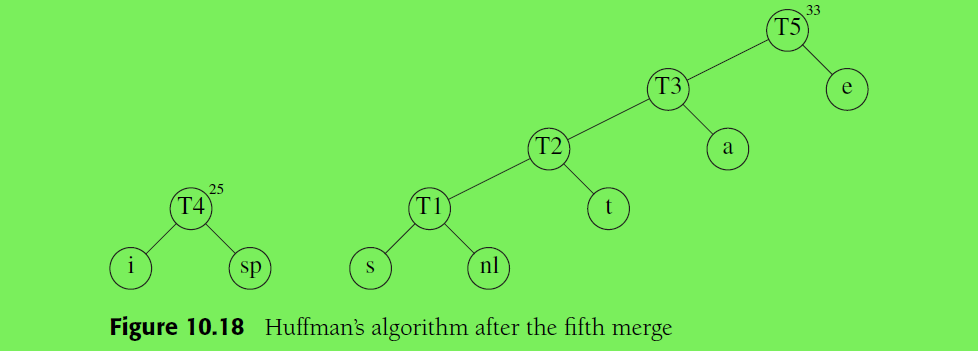 33
T5
T3
e
T2
a
25
T4
T1
t
i
sp
s
nl
Figure 10.18 Huffman's algorithm after the fifth merge